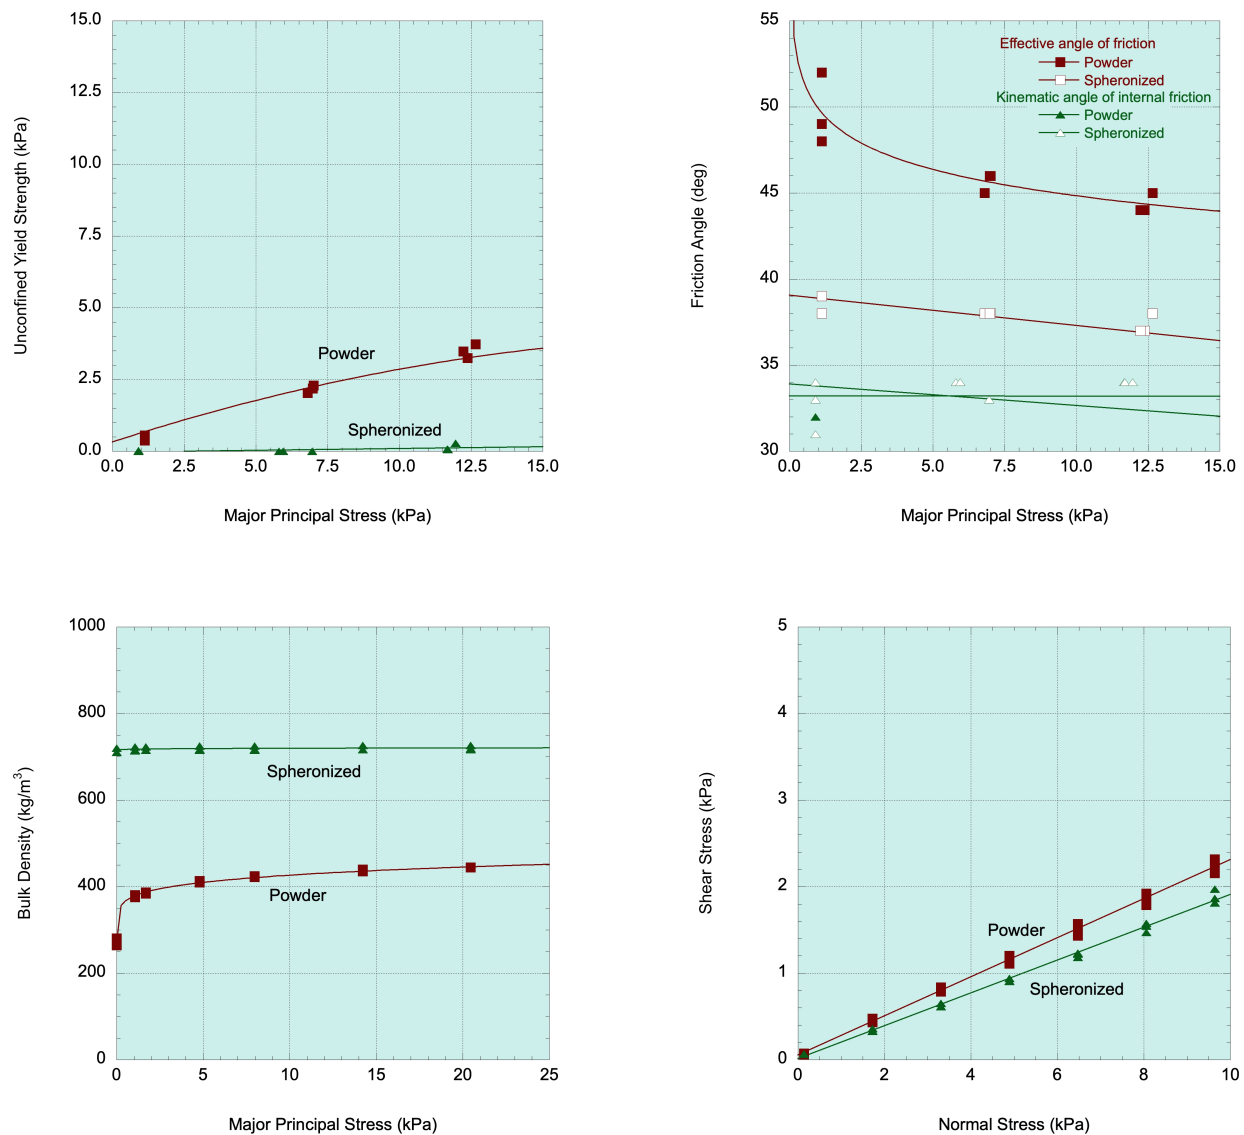 Unconfined Yield Strength (kPa)
15.0
12.5
10.0
7.5
5.0
2.5
0.0
Powder
Spheronized
0.0 2.5 5.0 7.5 10.0 12.5 15.0
Major Principal Stress (kPa)
Friction Angle (deg)
55
50
45
40
35
30
Effective angle of friction
Powder
Spheronized
Kinematic angle of internal friction
Powder
Spheronized
0.0 2.5 5.0 7.5 10.0 12.5 15.0
Major Principal Stress (kPa)
Bulk Density (kg/m³)
1000
800
600
400
200
0
Spheronized
Powder
0 5 10 15 20 25
Major Principal Stress (kPa)
Shear Stress (kPa)
5
4
3
2
1
0
Powder
Spheronized
0 2 4 6 8 10
Normal Stress (kPa)